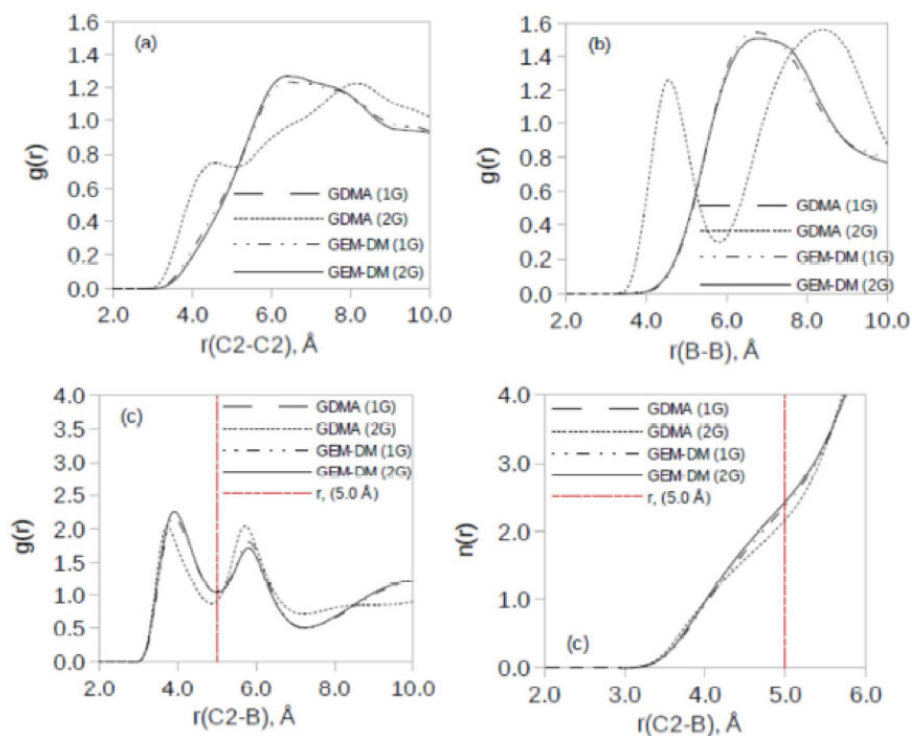 (a)
1.6
1.4
1.2
1.0
0.8
0.6
0.4
0.2
0.0
g(r)
GDMA (1G)
GDMA (2G)
GEM-DM (1G)
GEM-DM (2G)
2.0 4.0 6.0 8.0 10.0
r(C2-C2), Å
(b)
1.6
1.4
1.2
1.0
0.8
0.6
0.4
0.2
0.0
g(r)
GDMA (1G)
GDMA (2G)
GEM-DM (1G)
GEM-DM (2G)
2.0 4.0 6.0 8.0 10.0
r(B-B), Å
(c)
4.0
3.5
3.0
2.5
2.0
1.5
1.0
0.5
0.0
g(r)
GDMA (1G)
GDMA (2G)
GEM-DM (1G)
GEM-DM (2G)
r, (5.0 Å)
2.0 4.0 6.0 8.0 10.0
r(C2-B), Å
4.0
3.0
2.0
1.0
0.0
n(r)
GDMA (1G)
GDMA (2G)
GEM-DM (1G)
GEM-DM (2G)
r, (5.0 Å)
(c)
2.0 3.0 4.0 5.0 6.0
r(C2-B), Å